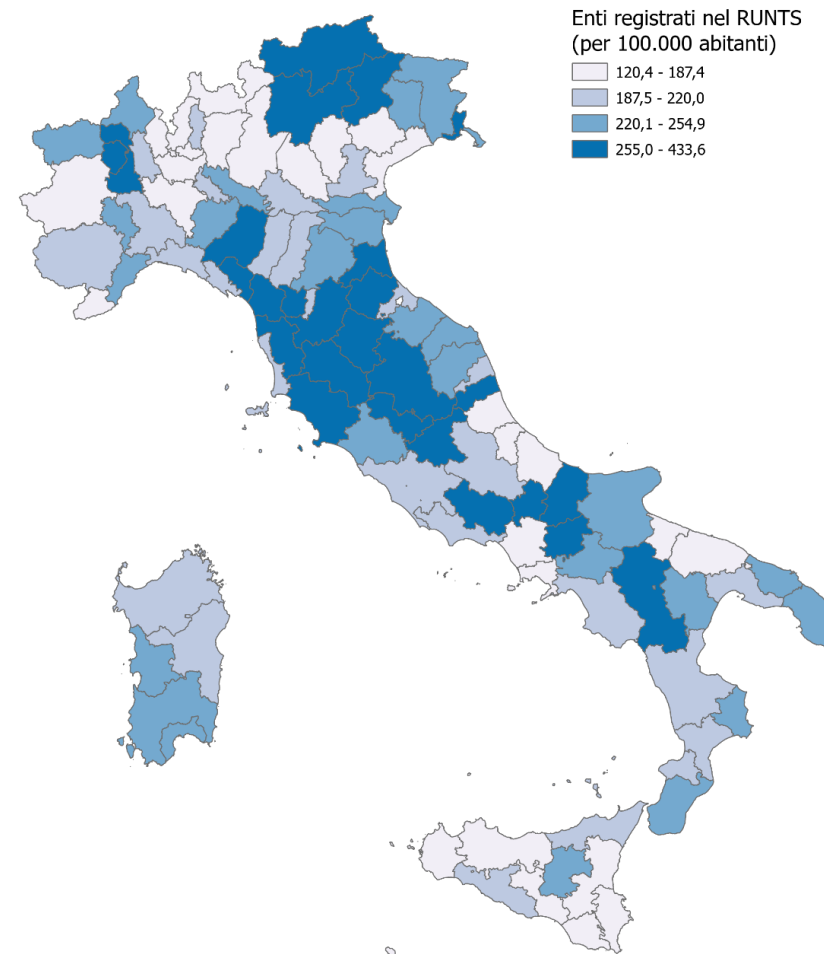 Enti registrati nel RUNTS
(per 100.000 abitanti)
120,4 - 187,4
187,5 - 220,0
220,1 - 254,9
255,0 - 433,6